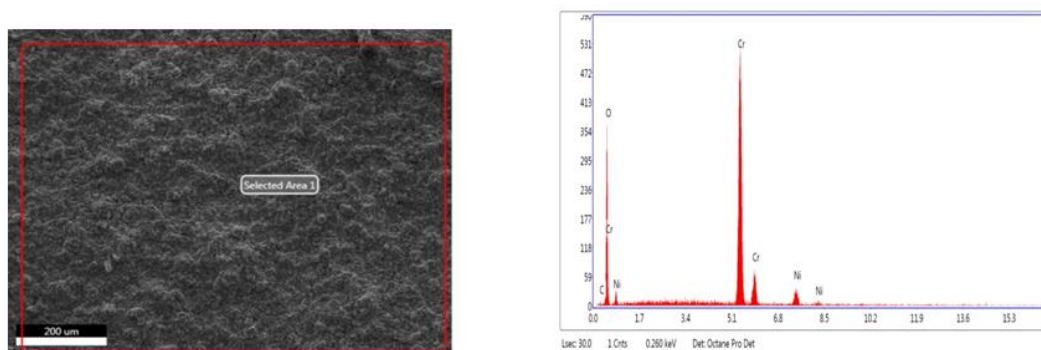 Selected Area 1
200 um
531
472
413
354
295
236
177
118
59
0
Cr
O
Cr
C
Ni
Cr
Ni
Ni
0.0 1.7 3.4 5.1 6.8 8.5 10.2 11.9 13.6 15.3
Lsec: 30.0 1 Cnts 0.260 keV Det: Octane Pro Det